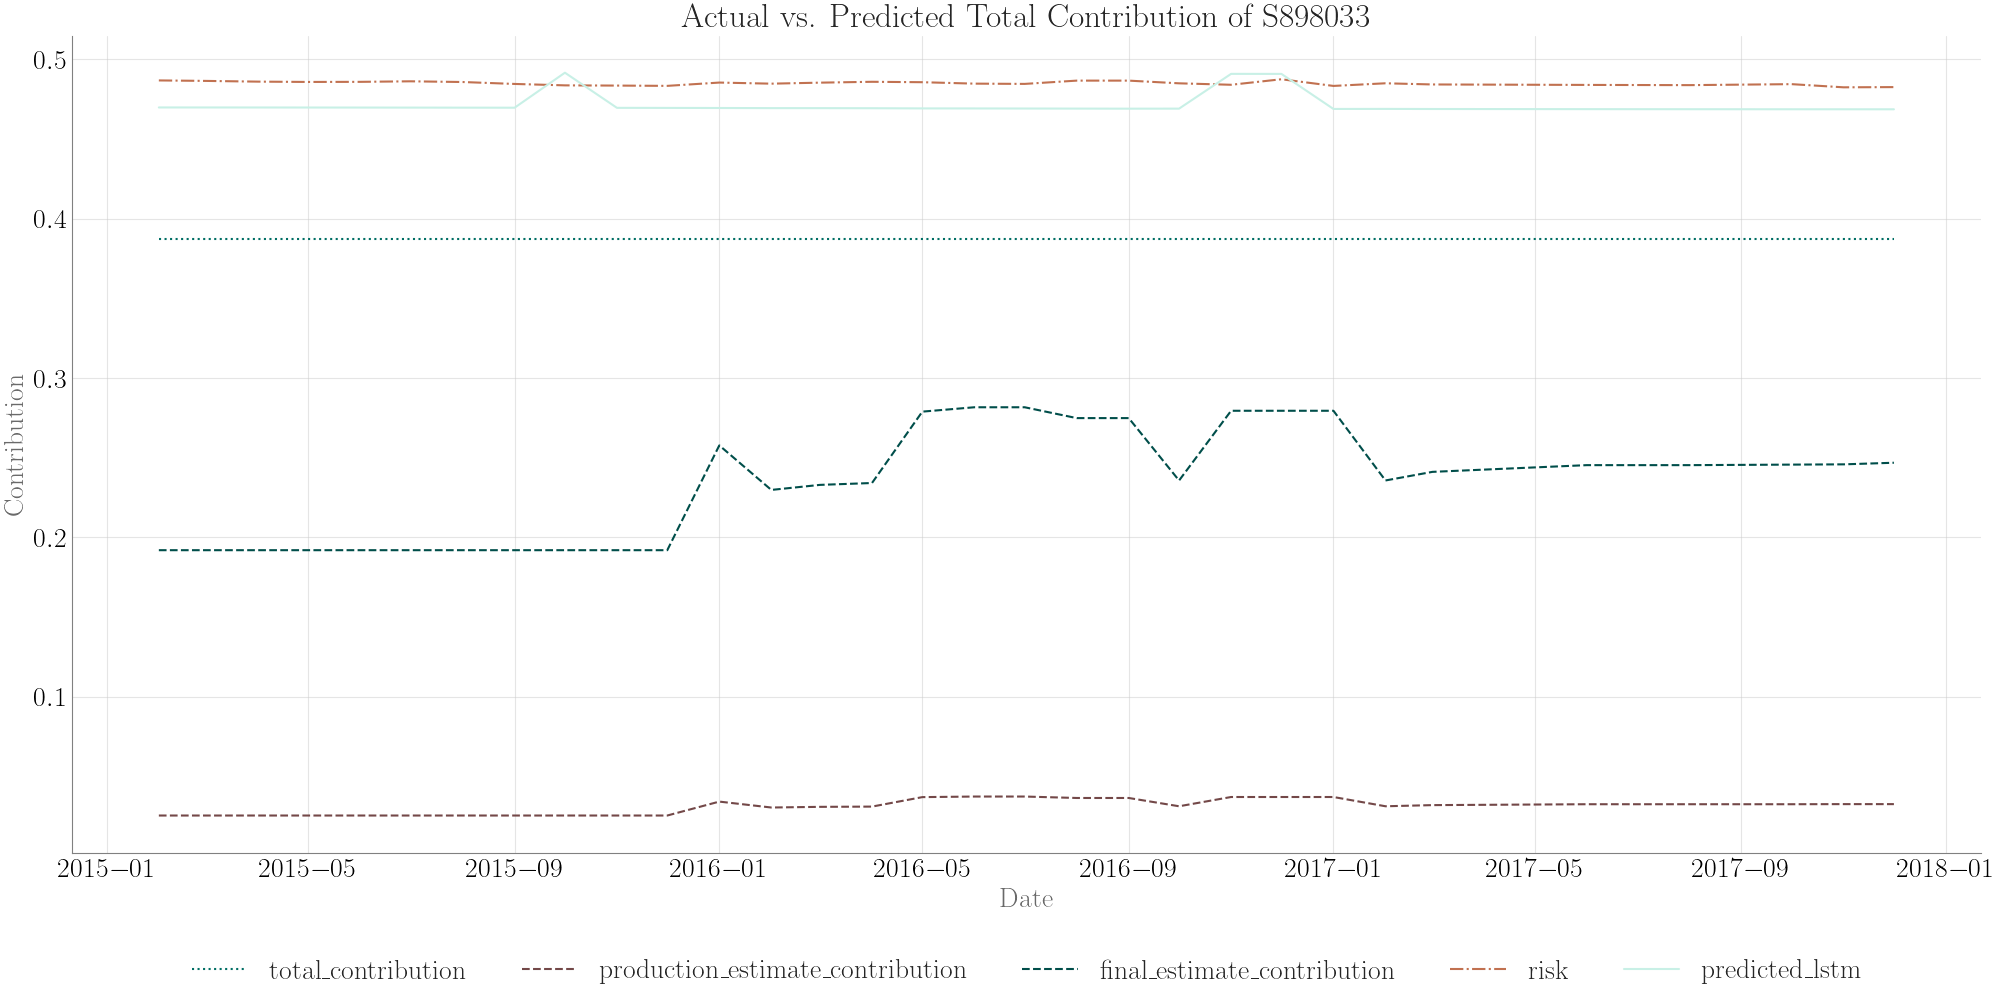 Actual vs. Predicted Total Contribution of S898033
0.5
0.4
0.3
0.2
0.1
Contribution
2015–01 2015–05 2015–09 2016–01 2016–05 2016–09 2017–01 2017–05 2017–09 2018–01
Date
total_contribution production_estimate_contribution final_estimate_contribution risk predicted_lstm